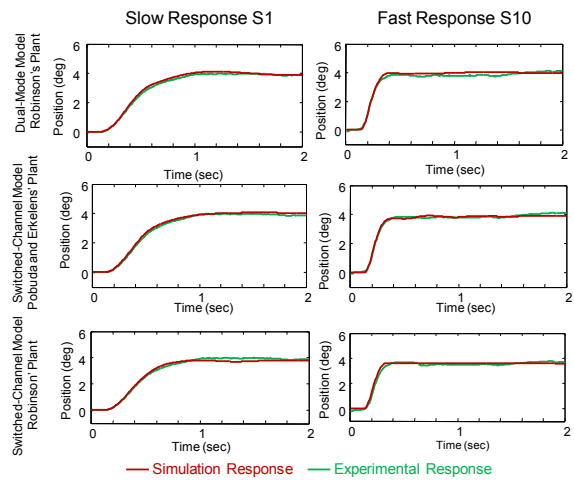 Slow Response S1
Fast Response S10
Dual-Mode Model
Robinson's Plant
Position (deg)
6
4
2
0
0
1
2
Time (sec)
Position (deg)
6
4
2
0
0
1
2
Time (sec)
Switched-Channel Model
Pobuda and Erkelens' Plant
Position (deg)
6
4
2
0
0
1
2
Time (sec)
Position (deg)
6
4
2
0
0
1
2
Time (sec)
Switched-Channel Model
Robinson' Plant
Position (deg)
6
4
2
0
0
1
2
Time (sec)
Position (deg)
6
4
2
0
0
1
2
Time (sec)
Simulation Response
Experimental Response